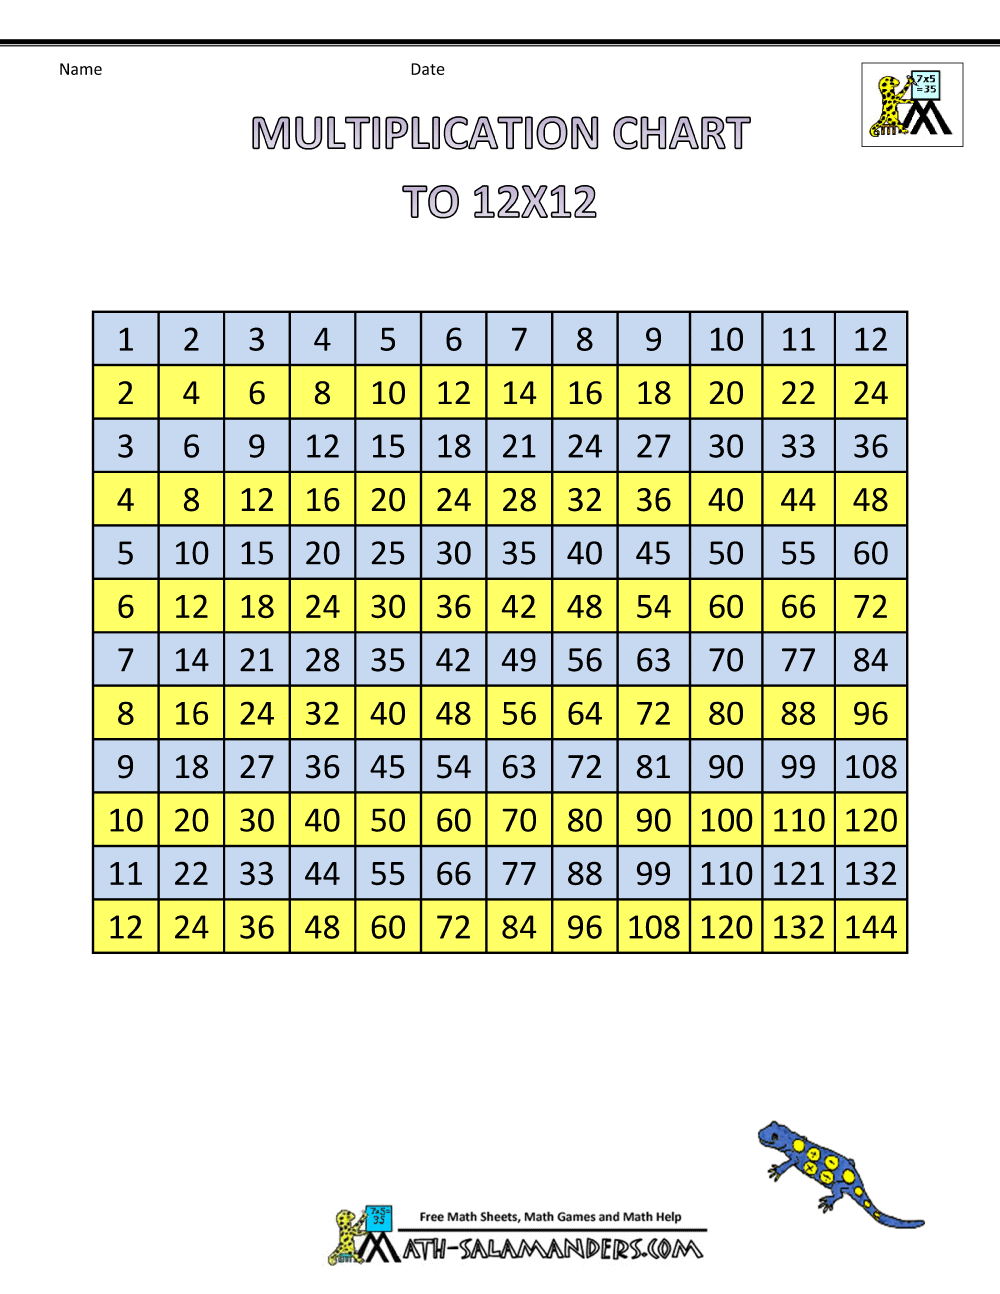 Name Date
7x5
=35
MULTIPLICATION CHART
TO 12X12
1 2 3 4 5 6 7 8 9 10 11 12
2 4 6 8 10 12 14 16 18 20 22 24
3 6 9 12 15 18 21 24 27 30 33 36
4 8 12 16 20 24 28 32 36 40 44 48
5 10 15 20 25 30 35 40 45 50 55 60
6 12 18 24 30 36 42 48 54 60 66 72
7 14 21 28 35 42 49 56 63 70 77 84
8 16 24 32 40 48 56 64 72 80 88 96
9 18 27 36 45 54 63 72 81 90 99 108
10 20 30 40 50 60 70 80 90 100 110 120
11 22 33 44 55 66 77 88 99 110 121 132
12 24 36 48 60 72 84 96 108 120 132 144
7x5=
35
Free Math Sheets, Math Games and Math Help
MATH-SALAMANDERS.COM